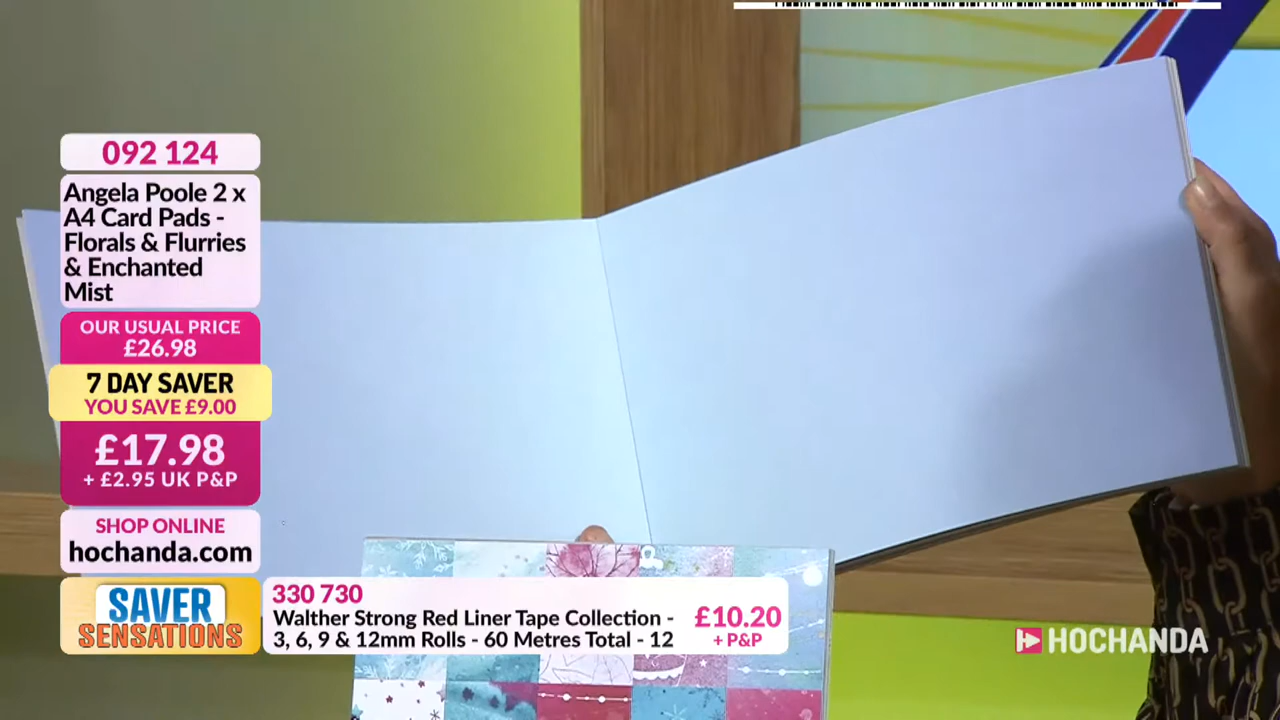 092 124
Angela Poole 2 x
A4 Card Pads -
Florals & Flurries
& Enchanted
Mist
OUR USUAL PRICE
£26.98
7 DAY SAVER
YOU SAVE £9.00
£17.98
+ £2.95 UK P&P
SHOP ONLINE
hochanda.com
SAVER
SENSATIONS
330 730
Walther Strong Red Liner Tape Collection -
3, 6, 9 & 12mm Rolls - 60 Metres Total - 12
£10.20
+ P&P
HOCHANDA